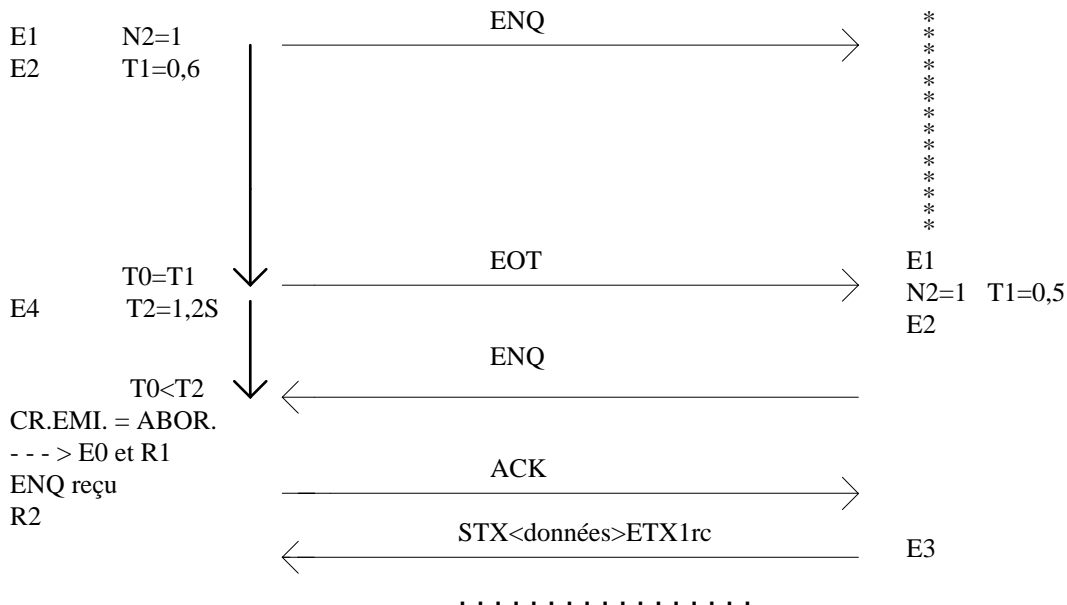 E1 N2=1 ENQ
E2 T1=0,6
*
*
*
*
*
*
*
*
*
*
*
*
*
*
T0=T1 EOT E1
E4 T2=1,2S N2=1 T1=0,5
E2
ENQ
T0<T2
CR.EMI. = ABOR.
- - - > E0 et R1
ENQ reçu ACK
R2
STX<données>ETX1rc E3
. . . . . . . . . . . . . . . . .